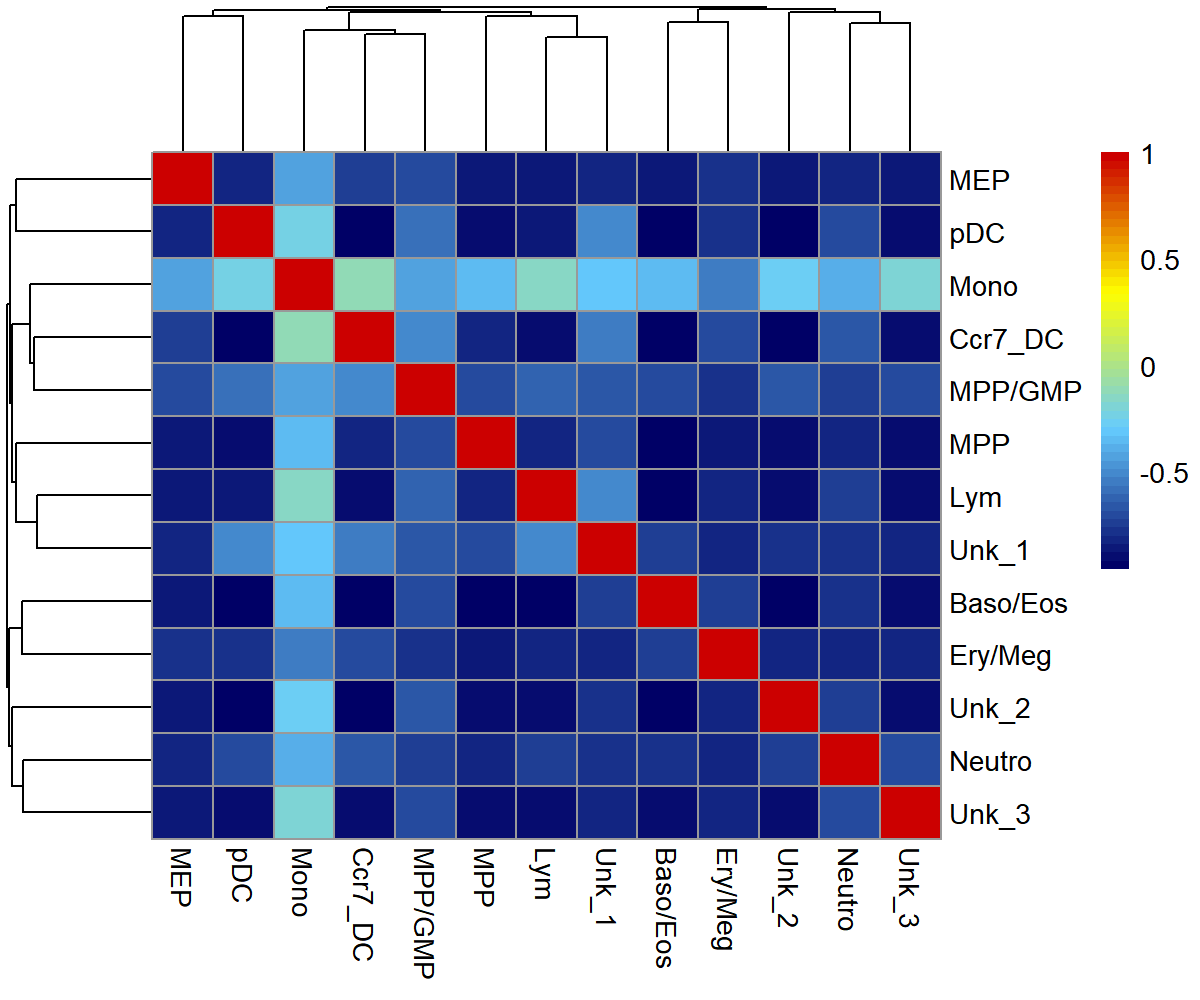 MEP
pDC
Mono
Ccr7_DC
MPP/GMP
MPP
Lym
Unk_1
Baso/Eos
Ery/Meg
Unk_2
Neutro
Unk_3
1
0.5
0
-0.5
MEP
pDC
Mono
Ccr7_DC
MPP/GMP
MPP
Lym
Unk_1
Baso/Eos
Ery/Meg
Unk_2
Neutro
Unk_3